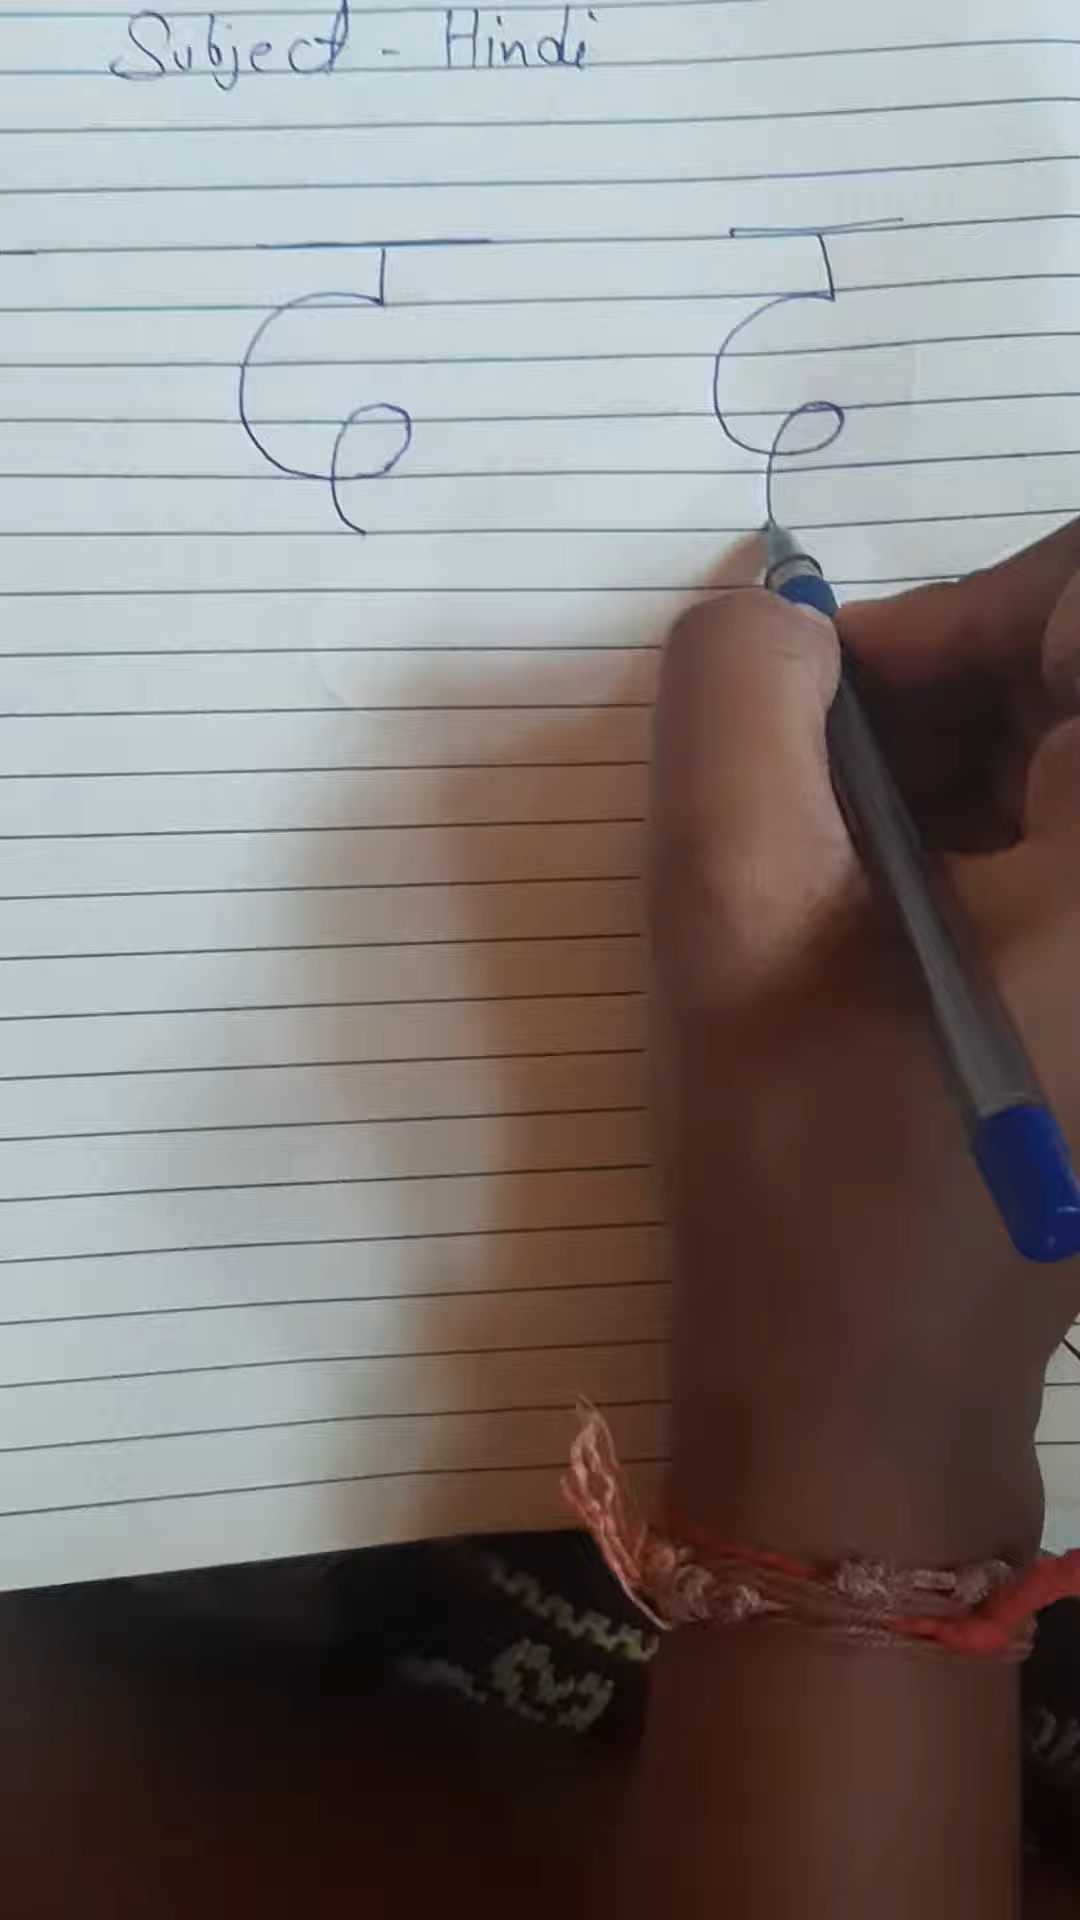 Subject - Hindi
द द